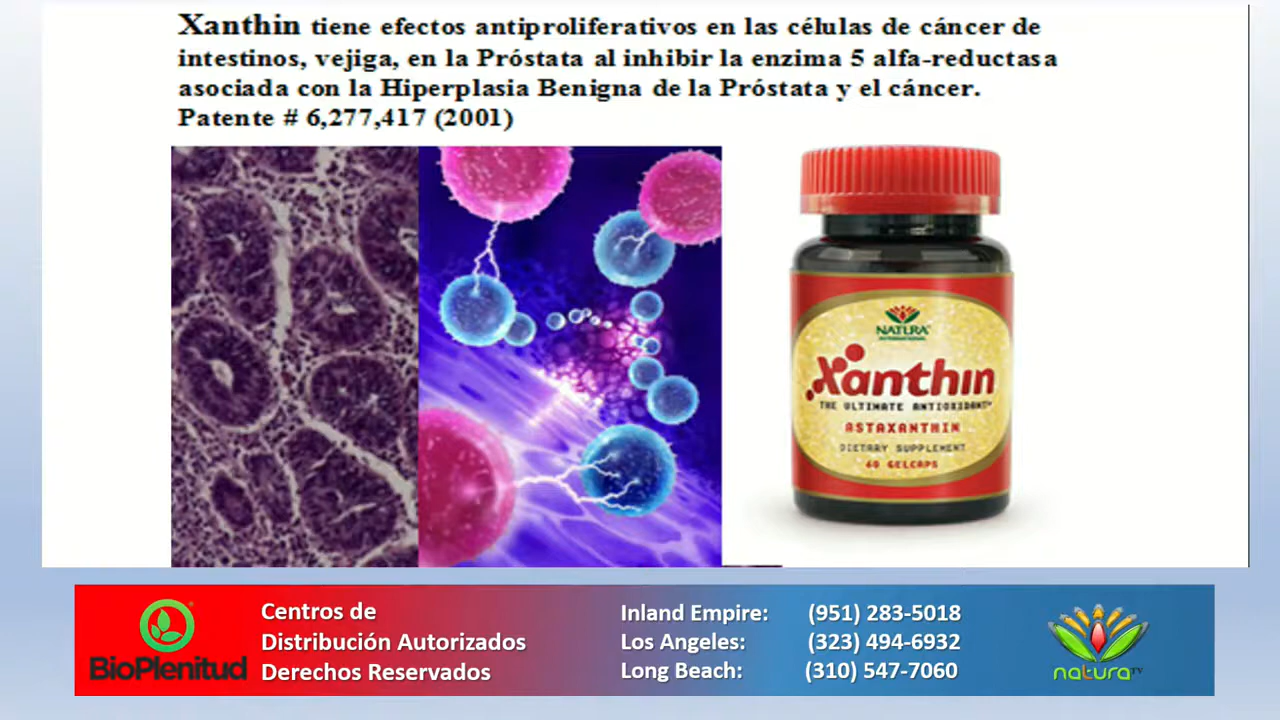 Xanthin tiene efectos antiproliferativos en las células de cáncer de
intestinos, vejiga, en la Próstata al inhibir la enzima 5 alfa-reductasa
asociada con la Hiperplasia Benigna de la Próstata y el cáncer.
Patente # 6,277,417 (2001)
NATURA
INTERNATIONAL
Xanthin
THE ULTIMATE ANTIOXIDANT
ASTAXANTHIN
DIETARY SUPPLEMENT
60 GELCAPS
BioPlenitud
Centros de
Distribución Autorizados
Derechos Reservados
Inland Empire: (951) 283-5018
Los Angeles: (323) 494-6932
Long Beach: (310) 547-7060
natura TV